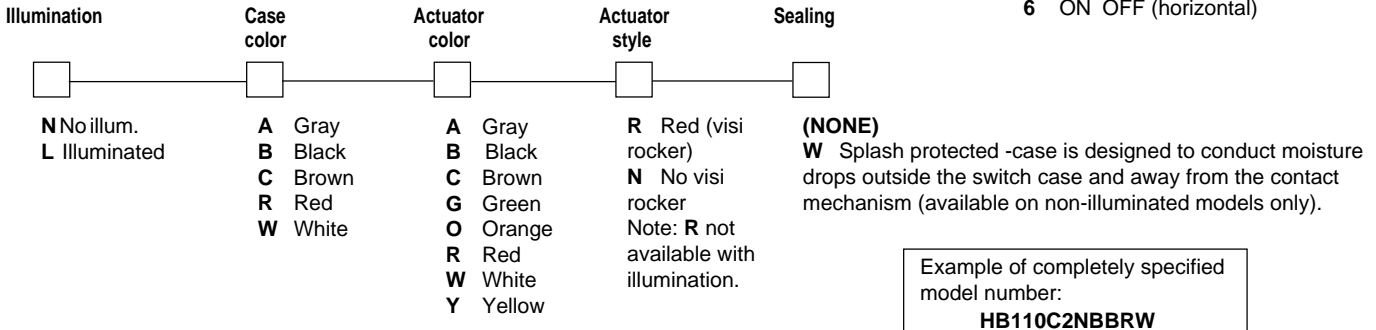 6 ON OFF (horizontal)
Illumination
Case
color
Actuator
color
Actuator
style
Sealing
N No illum.
L Illuminated
A Gray
B Black
C Brown
R Red
W White
A Gray
B Black
C Brown
G Green
O Orange
R Red
W White
Y Yellow
R Red (visi
rocker)
N No visi
rocker
Note: R not
available with
illumination.
(NONE)
W Splash protected -case is designed to conduct moisture
drops outside the switch case and away from the contact
mechanism (available on non-illuminated models only).
Example of completely specified
model number:
HB110C2NBBRW